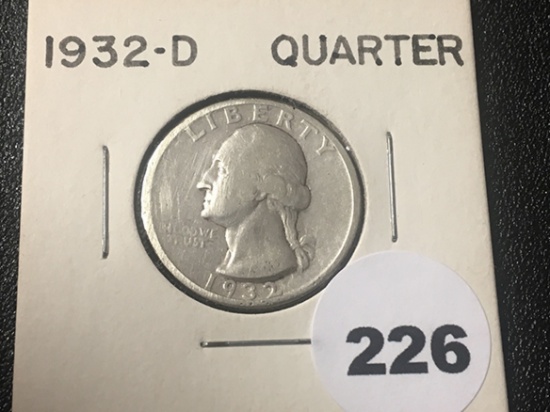 1932-D QUARTER
LIBERTY
IN GOD WE
TRUST
1932
226